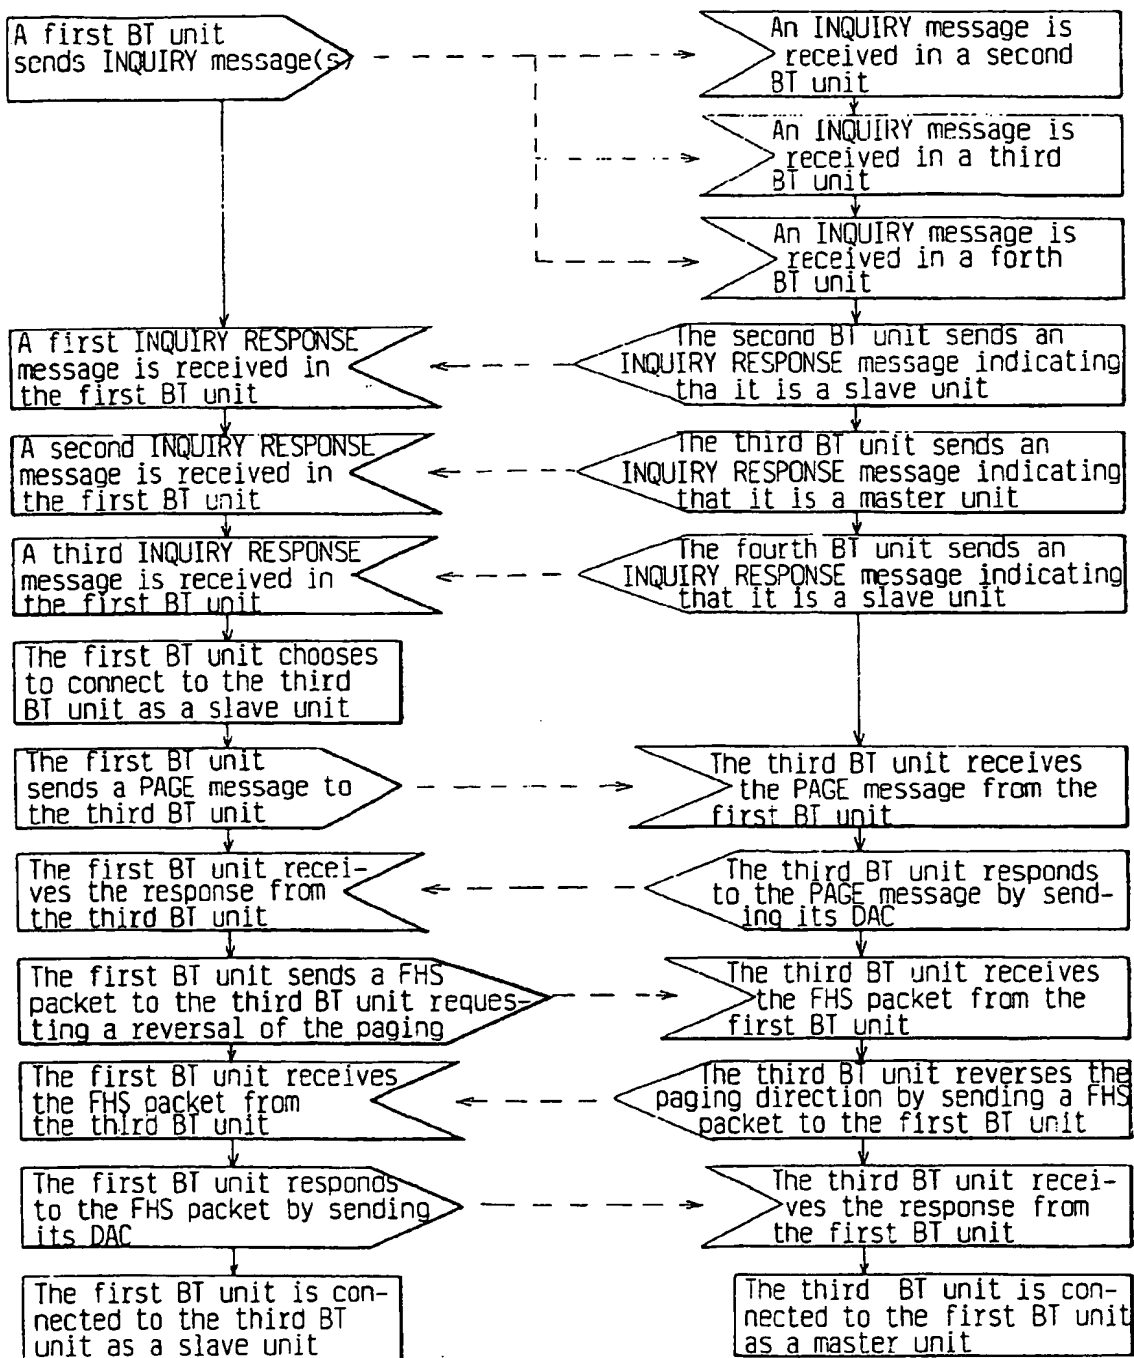 A first BT unit
sends INQUIRY message(s)
An INQUIRY message is
received in a second
BT unit
An INQUIRY message is
received in a third
BT unit
An INQUIRY message is
received in a forth
BT unit
A first INQUIRY RESPONSE
message is received in
the first BT unit
The second BT unit sends an
INQUIRY RESPONSE message indicating
tha it is a slave unit
A second INQUIRY RESPONSE
message is received in
the first BT unit
The third BT unit sends an
INQUIRY RESPONSE message indicating
that it is a master unit
A third INQUIRY RESPONSE
message is received in
the first BT unit
The fourth BT unit sends an
INQUIRY RESPONSE message indicating
that it is a slave unit
The first BT unit chooses
to connect to the third
BT unit as a slave unit
The first BT unit
sends a PAGE message to
the third BT unit
The third BT unit receives
the PAGE message from the
first BT unit
The first BT unit recei-
ves the response from
the third BT unit
The third BT unit responds
to the PAGE message by send-
ing its DAC
The first BT unit sends a FHS
packet to the third BT unit reques-
ting a reversal of the paging
The third BT unit receives
the FHS packet from the
first BT unit
The first BT unit receives
the FHS packet from
the third BT unit
The third BT unit reverses the
paging direction by sending a FHS
packet to the first BT unit
The first BT unit responds
to the FHS packet by sending
its DAC
The third BT unit recei-
ves the response from
the first BT unit
The first BT unit is con-
nected to the third BT
unit as a slave unit
The third BT unit is con-
nected to the first BT unit
as a master unit